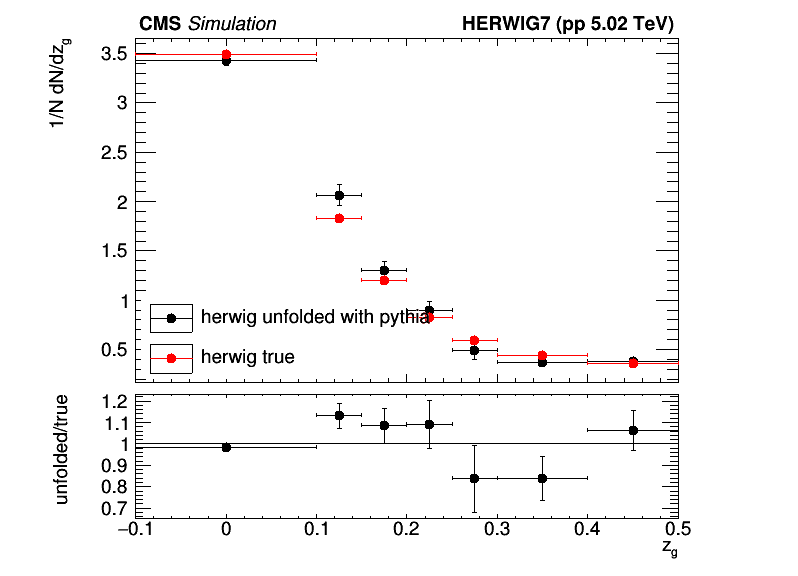 CMS Simulation HERWIG7 (pp 5.02 TeV)
1/N dN/dz_g
3.5
3
2.5
2
1.5
1
0.5
herwig unfolded with pythia
herwig true
unfolded/true
1.2
1.1
1
0.9
0.8
0.7
−0.1 0 0.1 0.2 0.3 0.4 0.5
z_g